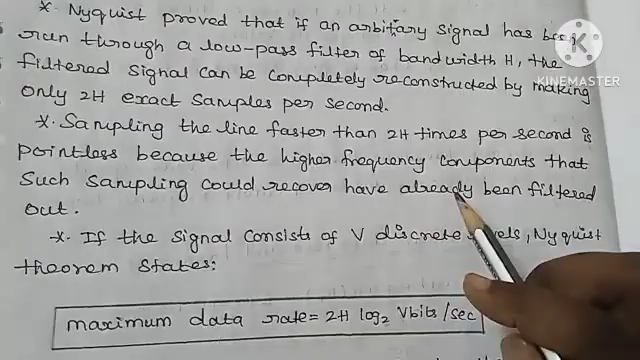 *. Nyquist proved that if an arbitary signal has been
run through a low-pass filter of bandwidth H, the
filtered signal can be completely reconstructed by making
only 2H exact samples per second.
*. Sampling the line faster than 2H times per second is
pointless because the higher frequency components that
such sampling could recover have already been filtered
out.
*. If the signal consists of V discrete levels, Nyquist
theorem states:
maximum data rate = 2H log₂ V bits/sec
KINEMASTER